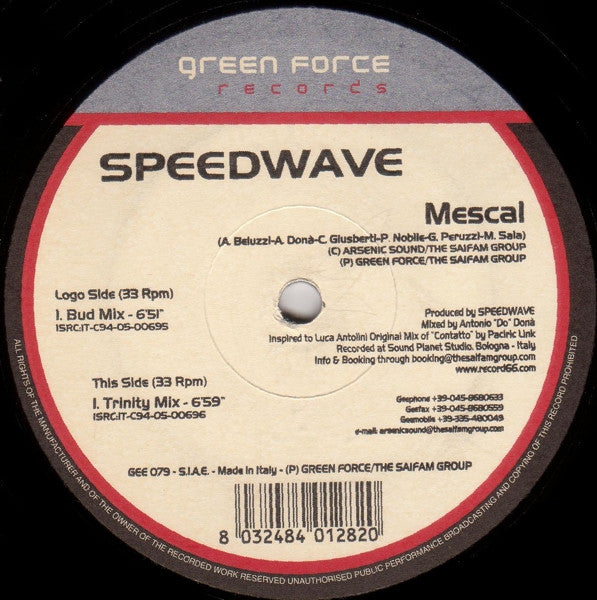 green force
records
SPEEDWAVE
Mescal
(A. Beluzzi-A. Donà-C. Giusberti-P. Nobile-G. Peruzzi-M. Sala)
(C) ARSENIC SOUND/THE SAIFAM GROUP
(P) GREEN FORCE/THE SAIFAM GROUP
Logo Side (33 Rpm)
1. Bud Mix - 6'51"
ISRC:IT-C94-05-00695
Produced by SPEEDWAVE
Mixed by Antonio "Do" Donà
Inspired to Luca Antolini Original Mix of "Contatto" by Pacific Link
Recorded at Sound Planet Studio. Bologna - Italy
Info & Booking through booking@thesaifamgroup.com
www.record66.com
This Side (33 Rpm)
1. Trinity Mix - 6'59"
ISRC:IT-C94-05-00696
Geephone +39-045-8680633
Geefax +39-045-8680559
Geemobile +39-335-480049
e-mail: arsenicsound@thesaifamgroup.com
GEE 079 - S.I.A.E. - Made in Italy - (P) GREEN FORCE/THE SAIFAM GROUP
8 032484 012820
ALL RIGHTS OF THE MANUFACTURER AND OF THE OWNER OF THE RECORDED WORK RESERVED UNAUTHORISED PUBLIC PERFORMANCE BROADCASTING AND COPYING OF THIS RECORD PROHIBITED